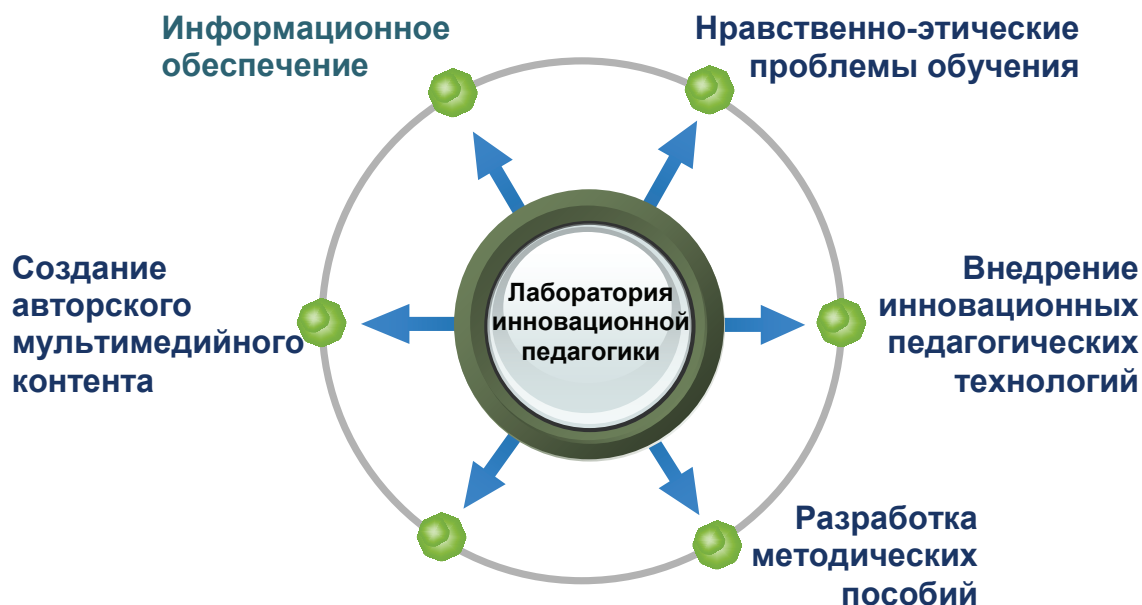 Информационное
обеспечение
Нравственно-этические
проблемы обучения
Создание
авторского
мультимедийного
контента
Лаборатория
инновационной
педагогики
Внедрение
инновационных
педагогических
технологий
Разработка
методических
пособий